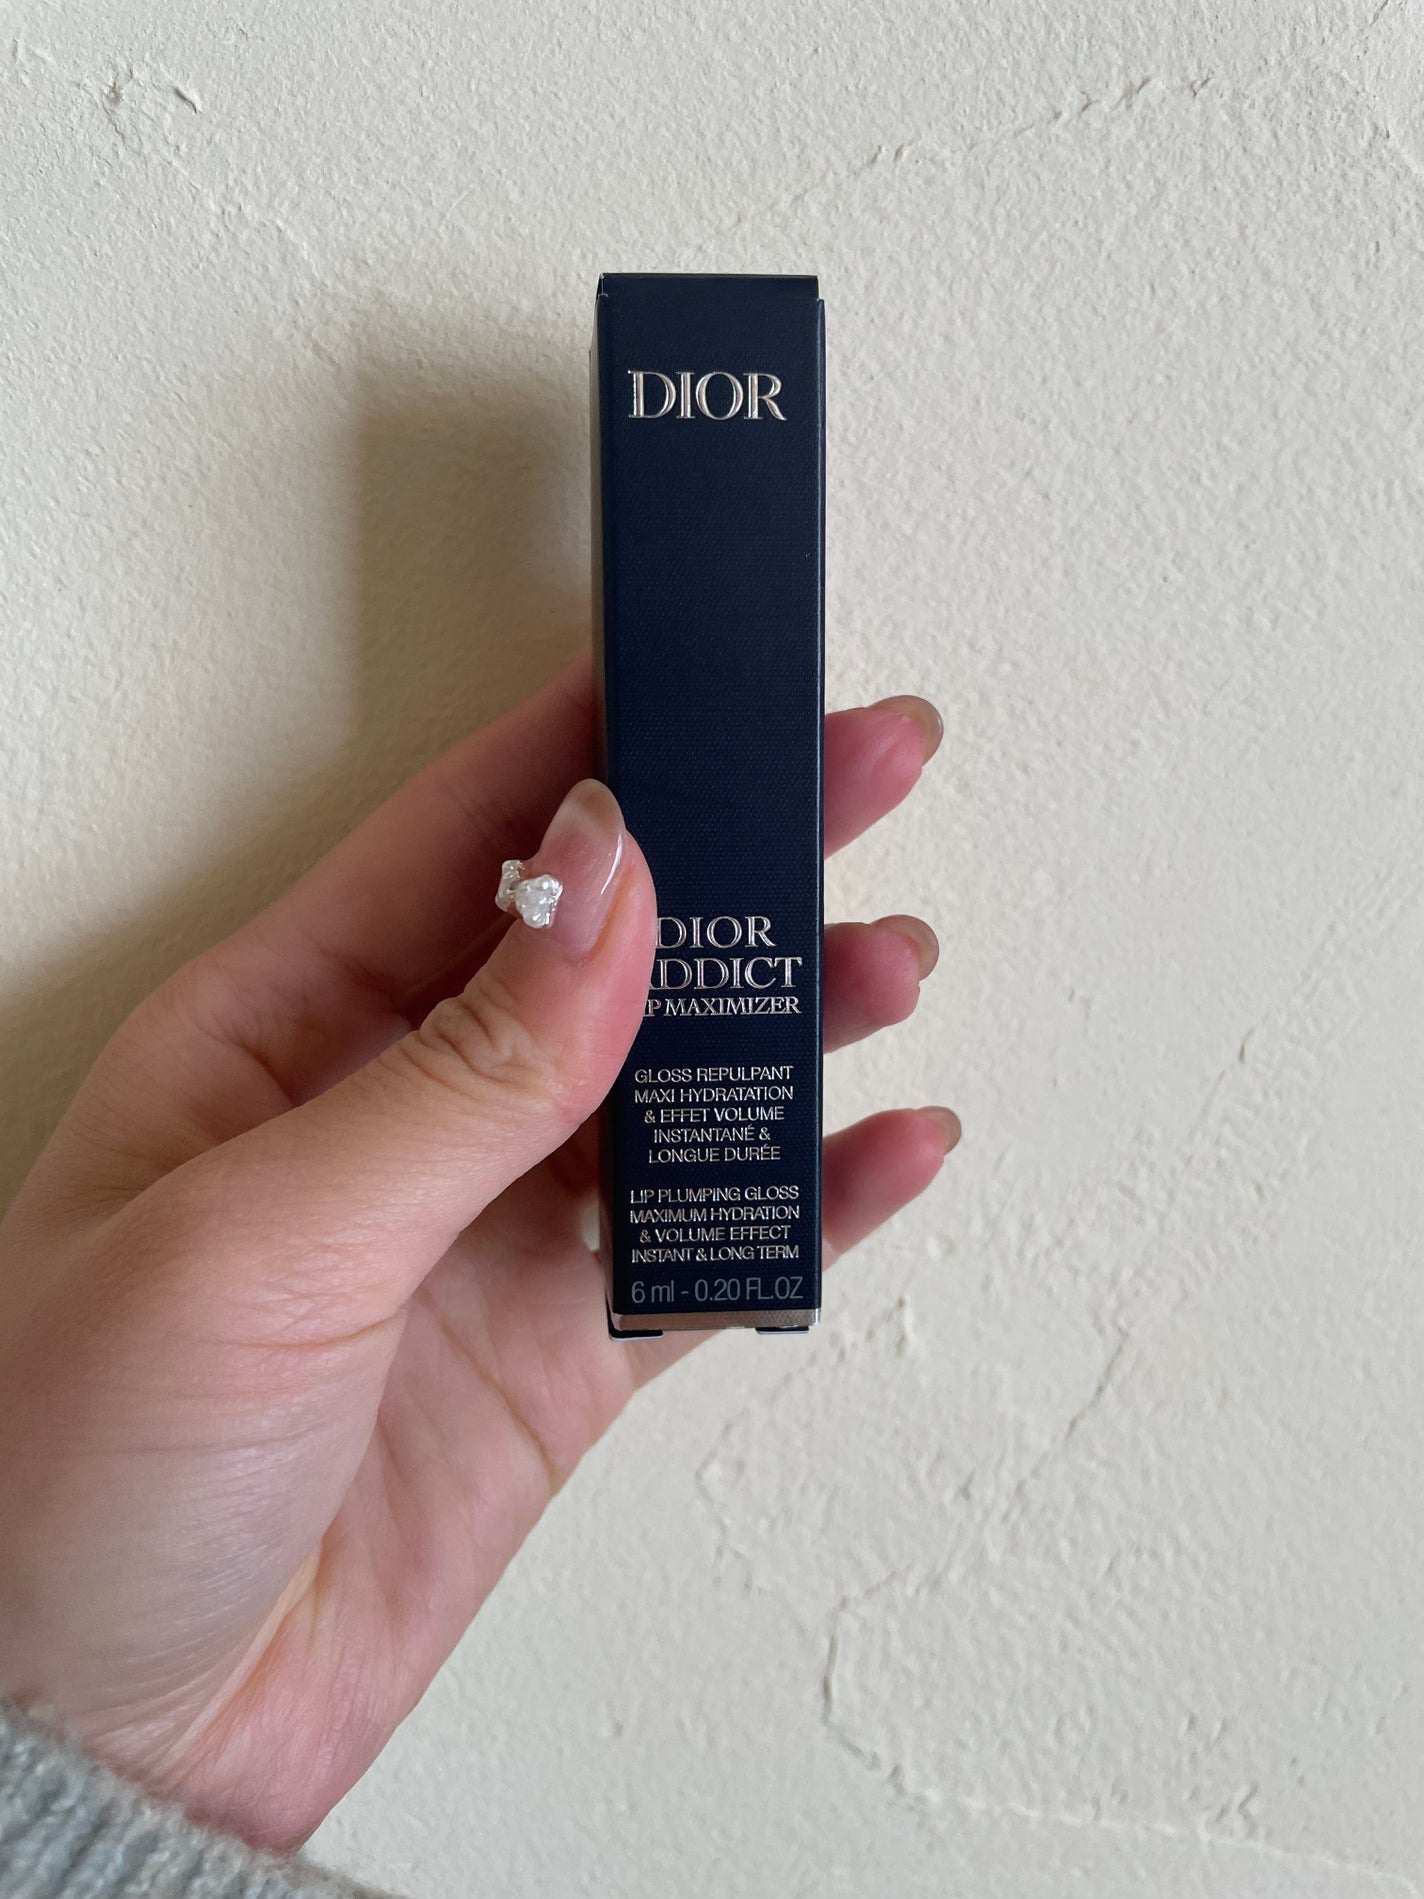 DIOR
DIOR
DDICT
P MAXIMIZER
GLOSS REPULPANT
MAXI HYDRATATION
& EFFET VOLUME
INSTANTANÉ &
LONGUE DURÉE
LIP PLUMPING GLOSS
MAXIMUM HYDRATION
& VOLUME EFFECT
INSTANT & LONG TERM
6 ml - 0.20 FL.OZ